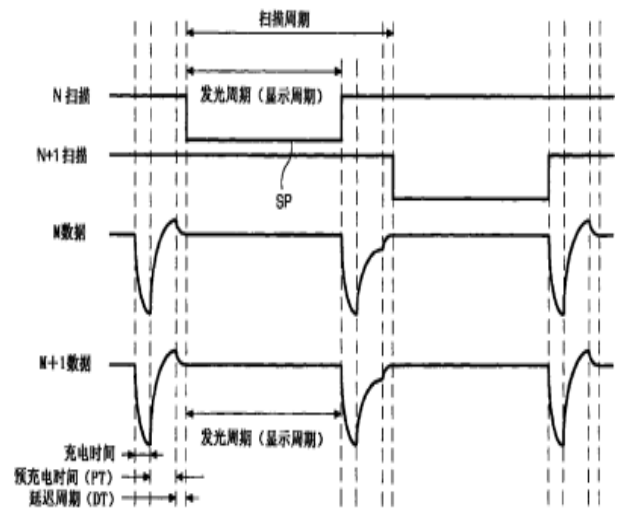 扫描周期
N 扫描
发光周期（显示周期）
N+1 扫描
SP
M数据
M+1数据
发光周期（显示周期）
充电时间
预充电时间（PT）
延迟周期（DT）